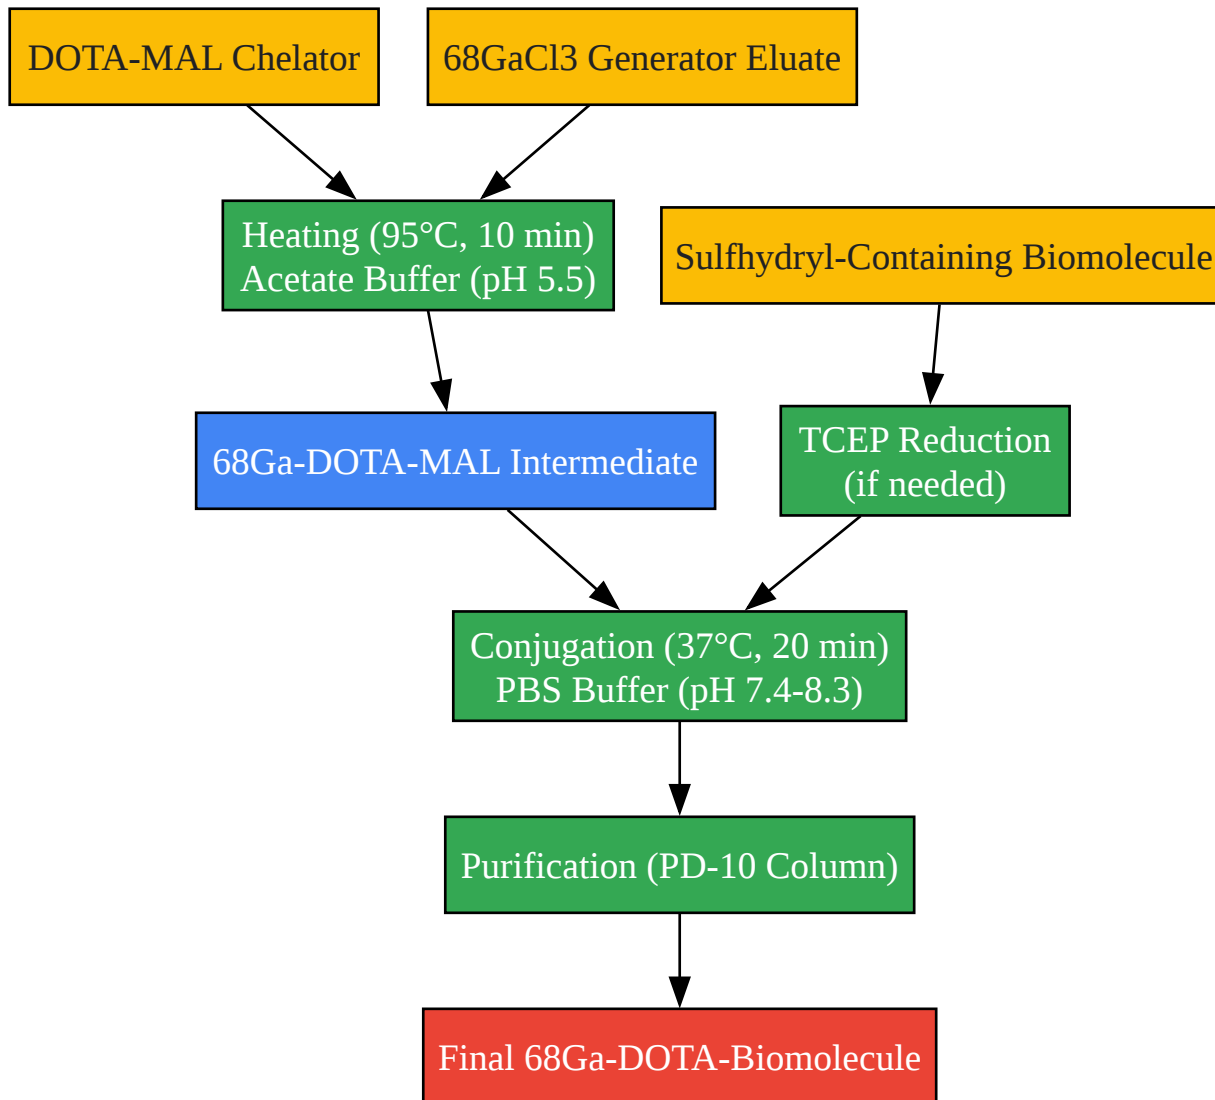 DOTA-MAL Chelator
68GaCl3 Generator Eluate
Heating (95°C, 10 min)
Acetate Buffer (pH 5.5)
Sulfhydryl-Containing Biomolecule
68Ga-DOTA-MAL Intermediate
TCEP Reduction
(if needed)
Conjugation (37°C, 20 min)
PBS Buffer (pH 7.4-8.3)
Purification (PD-10 Column)
Final 68Ga-DOTA-Biomolecule